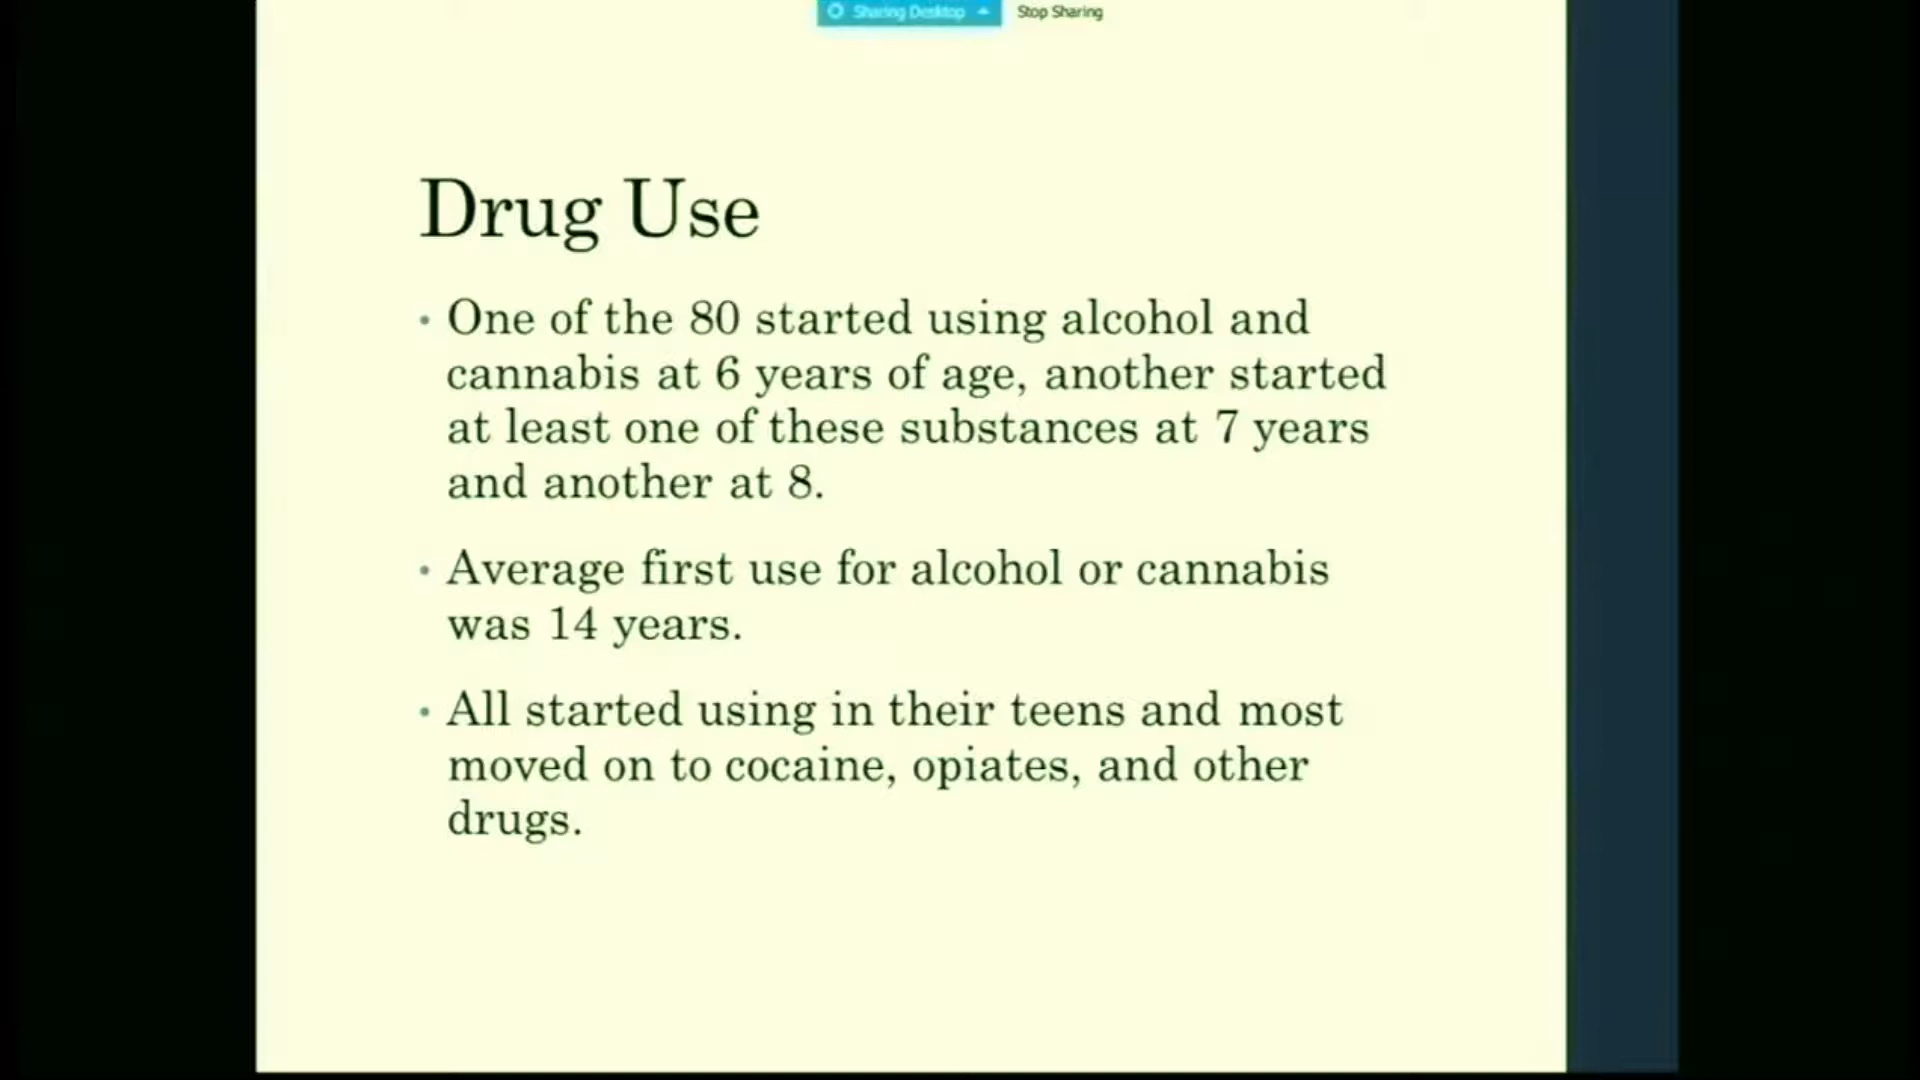 Sharing Desktop Stop Sharing
Drug Use
• One of the 80 started using alcohol and
cannabis at 6 years of age, another started
at least one of these substances at 7 years
and another at 8.
• Average first use for alcohol or cannabis
was 14 years.
• All started using in their teens and most
moved on to cocaine, opiates, and other
drugs.